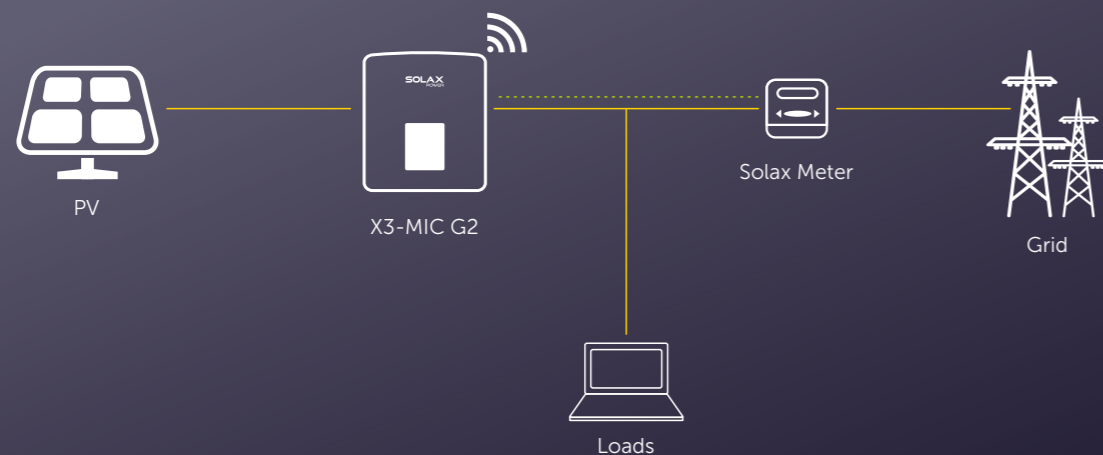 SOLAX
POWER
PV
X3-MIC G2
Solax Meter
Grid
Loads